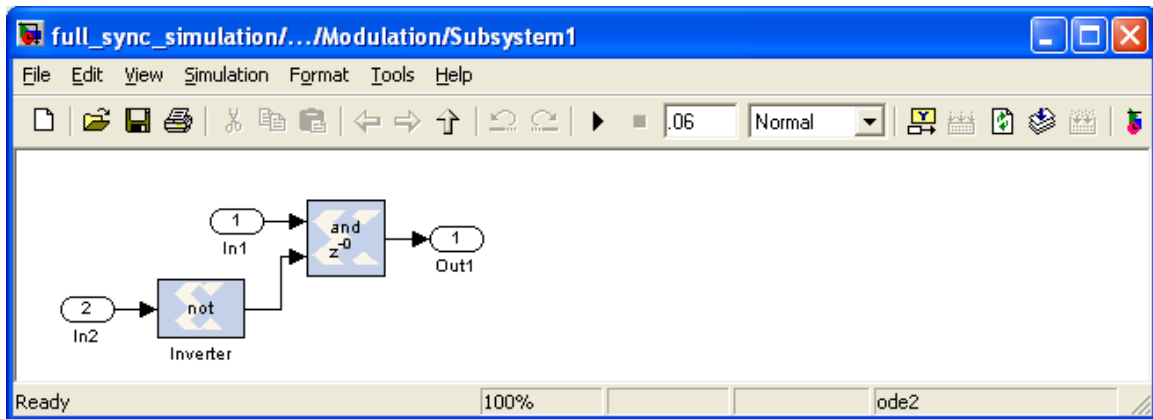 full_sync_simulation/.../Modulation/Subsystem1
File Edit View Simulation Format Tools Help
.06 Normal
1
In1
and
z-0
1
Out1
2
In2
not
Inverter
Ready 100% ode2